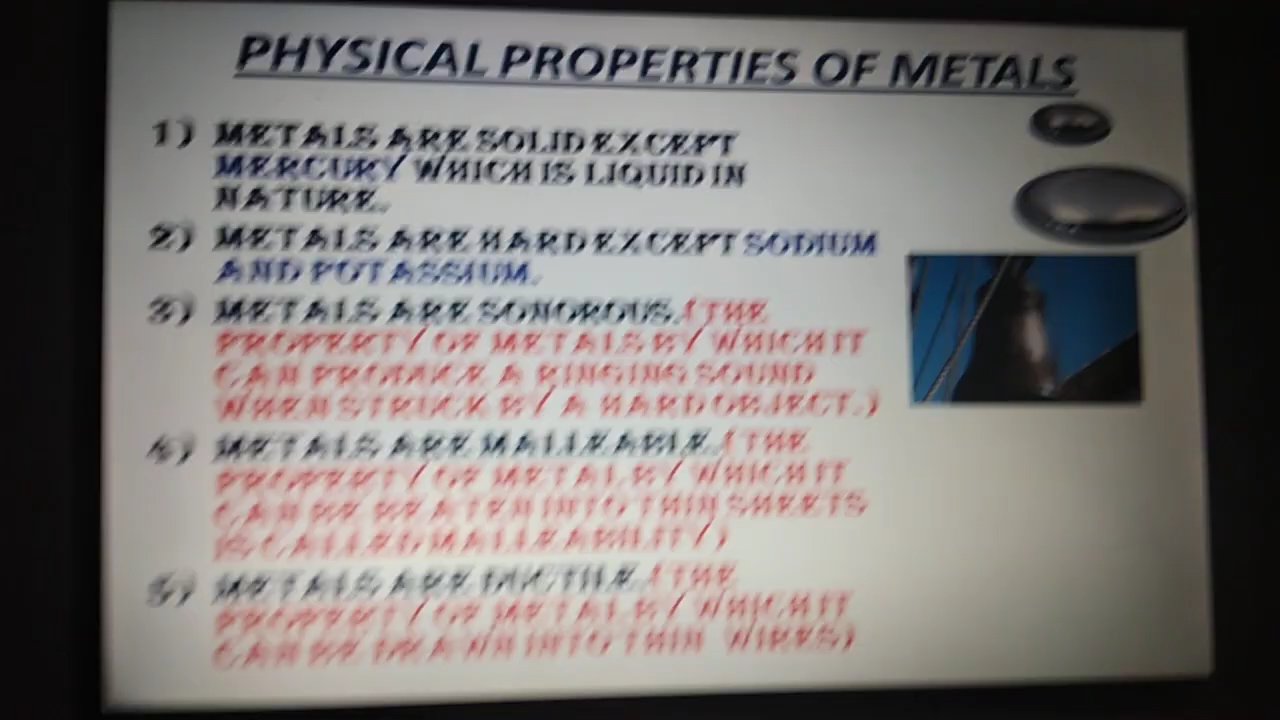 PHYSICAL PROPERTIES OF METALS
1) METALS ARE SOLID EXCEPT
MERCURY WHICH IS LIQUID IN
NATURE.
2) METALS ARE HARD EXCEPT SODIUM
AND POTASSIUM.
3) METALS ARE SONOROUS.(THE
PROPERTY OF METALS BY WHICH IT
CAN PRODUCE A RINGING SOUND
WHEN STRUCK BY A HARD OBJECT.)
4) METALS ARE MALLEABLE.(THE
PROPERTY OF METAL BY WHICH IT
CAN BE BEATEN INTO THIN SHEETS
IS CALLED MALLEABILITY)
5) METALS ARE DUCTILE.(THE
PROPERTY OF METAL BY WHICH IT
CAN BE DRAWN INTO THIN WIRES)